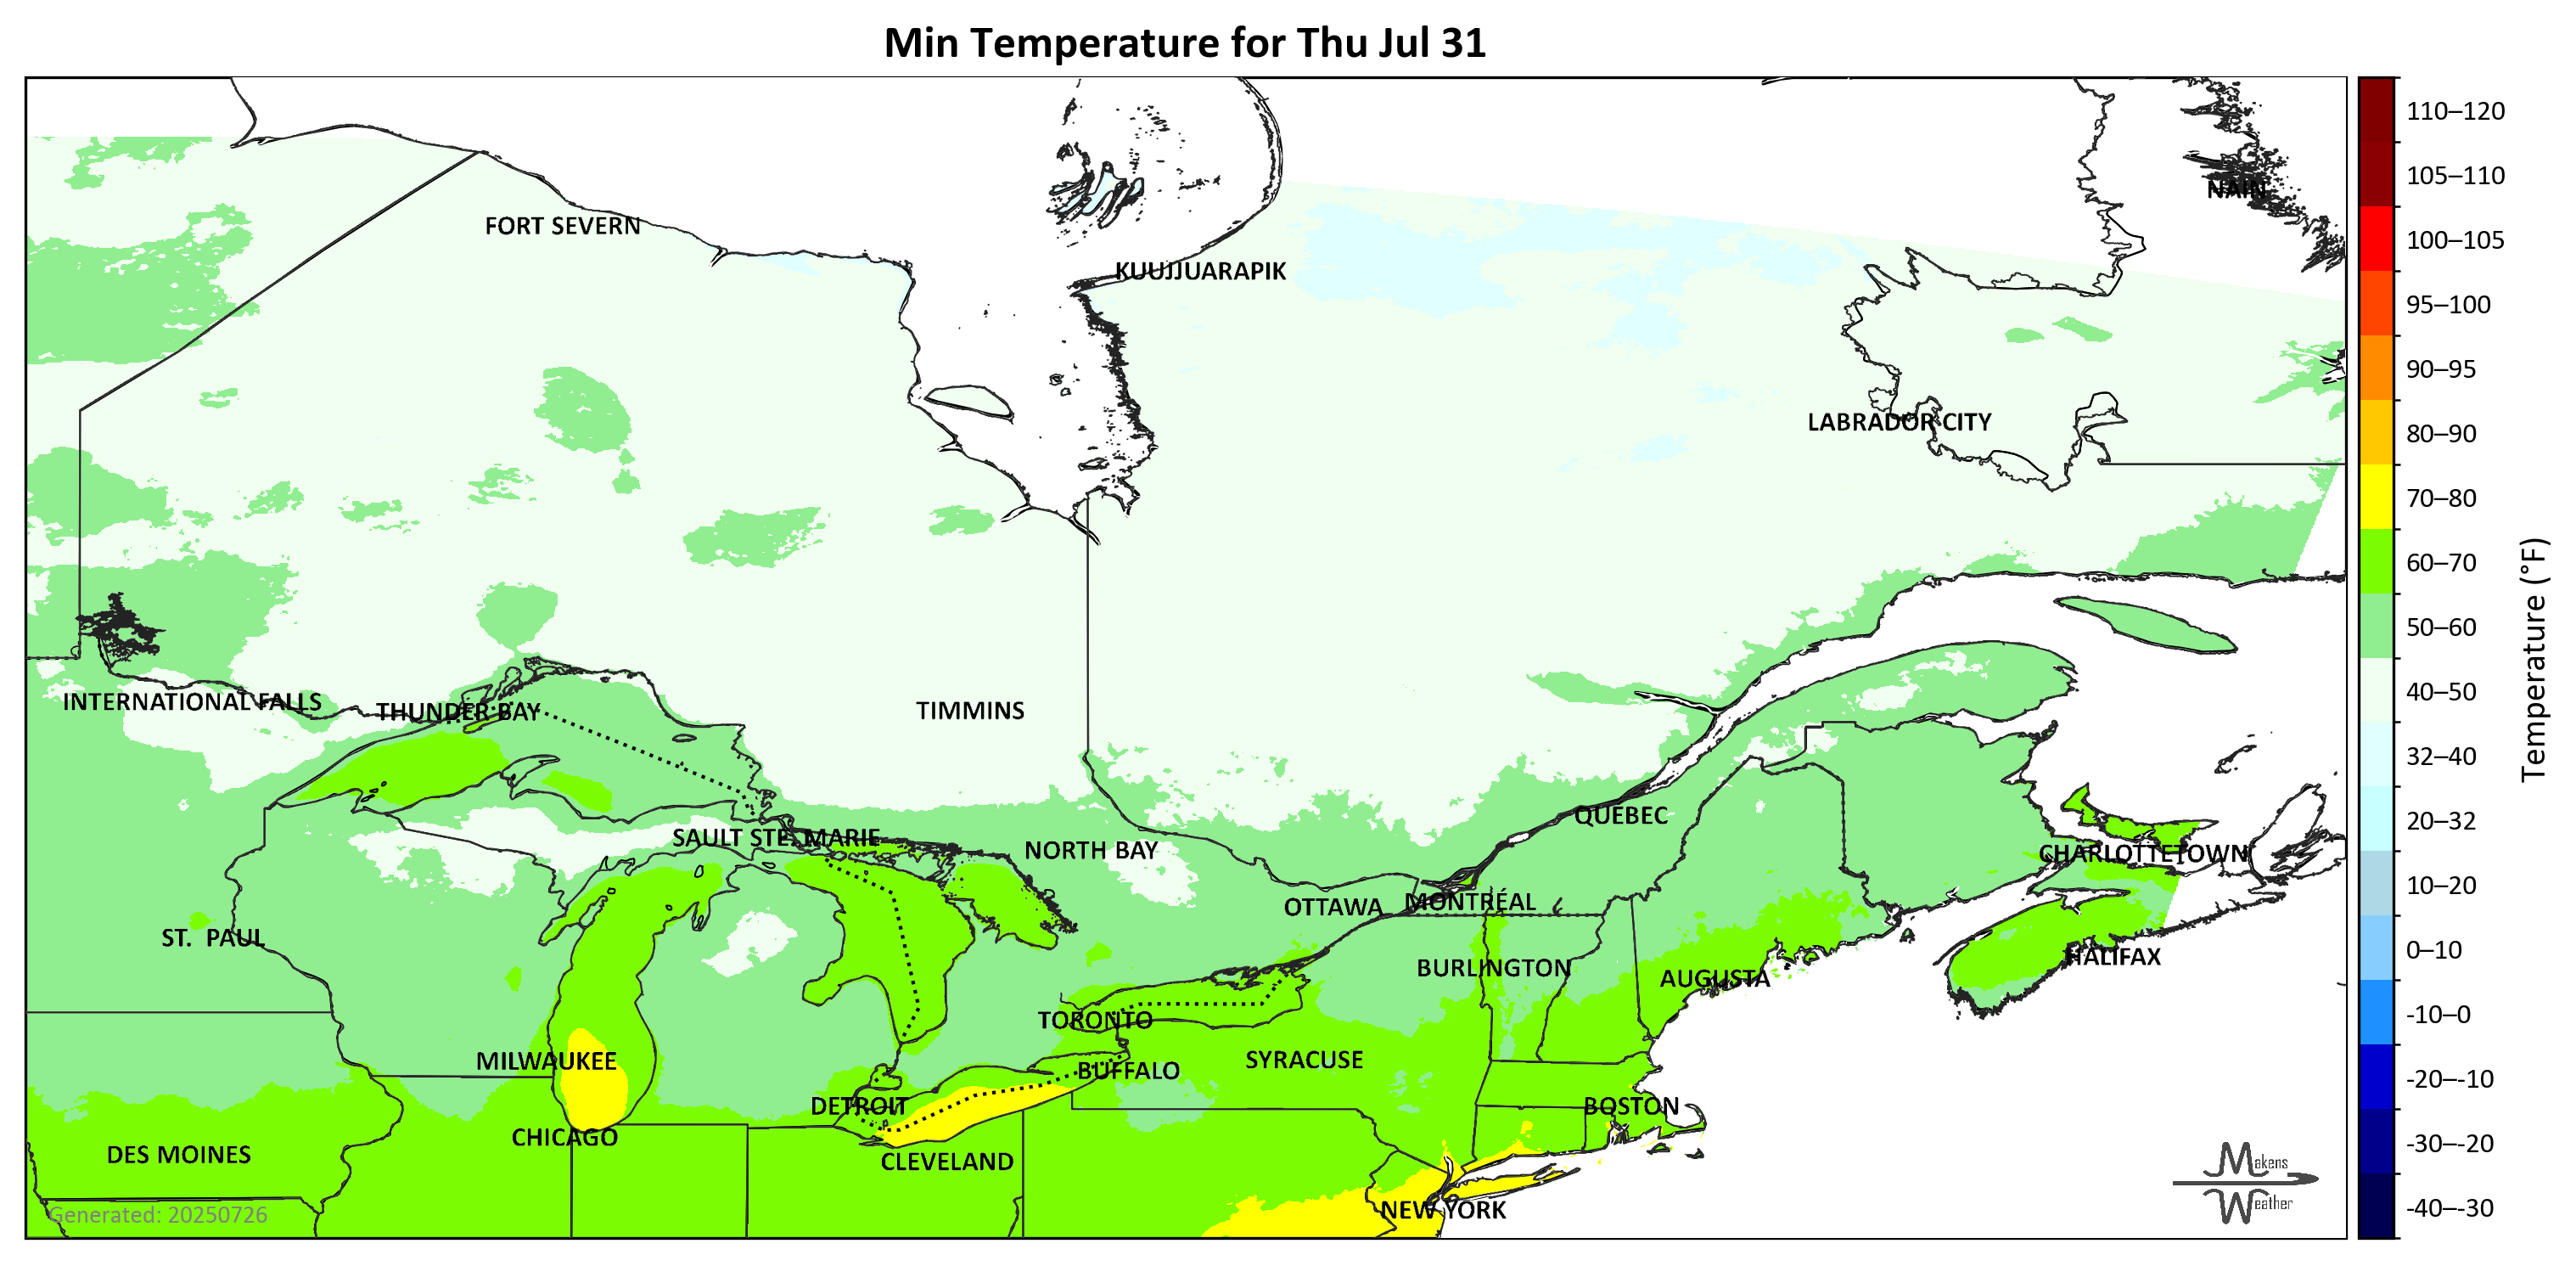 Min Temperature for Thu Jul 31
NAIN
FORT SEVERN
KUUJJUARAPIK
LABRADOR CITY
INTERNATIONAL FALLS
THUNDER BAY
TIMMINS
SAULT STE. MARIE
NORTH BAY
QUÉBEC
CHARLOTTETOWN
OTTAWA
MONTRÉAL
ST.  PAUL
BURLINGTON
AUGUSTA
HALIFAX
TORONTO
MILWAUKEE
BUFFALO
SYRACUSE
DETROIT
BOSTON
CHICAGO
DES MOINES
CLEVELAND
NEW YORK
Generated: 20250726
Makens
Weather
110–120
105–110
100–105
95–100
90–95
80–90
70–80
60–70
50–60
40–50
32–40
20–32
10–20
0–10
-10–0
-20–-10
-30–-20
-40–-30
Temperature (°F)